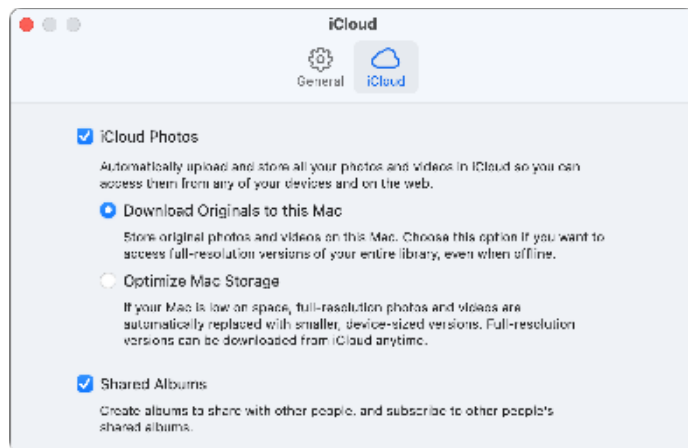 iCloud
General
iCloud
iCloud Photos
Automatically upload and store all your photos and videos in iCloud so you can
access them from any of your devices and on the web.
Download Originals to this Mac
Store original photos and videos on this Mac. Choose this option if you want to
access full-resolution versions of your entire library, even when offline.
Optimize Mac Storage
If your Mac is low on space, full-resolution photos and videos are
automatically replaced with smaller, device-sized versions. Full-resolution
versions can be downloaded from iCloud anytime.
Shared Albums
Create albums to share with other people, and subscribe to other people's
shared albums.